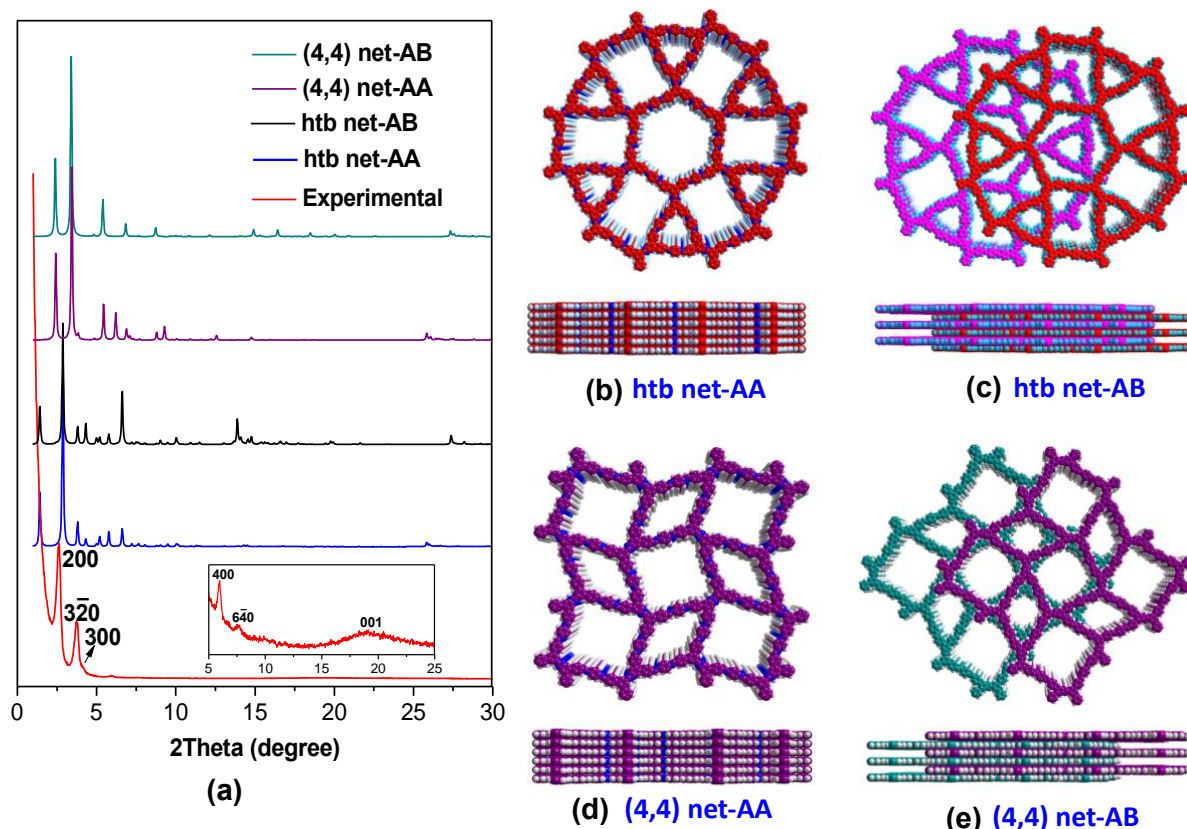 (4,4) net-AB
(4,4) net-AA
htb net-AB
htb net-AA
Experimental
200
32̄0
300
400
64̄0
001
5 10 15 20 25
0 5 10 15 20 25 30
2Theta (degree)
(a)
(b) htb net-AA
(c) htb net-AB
(d) (4,4) net-AA
(e) (4,4) net-AB